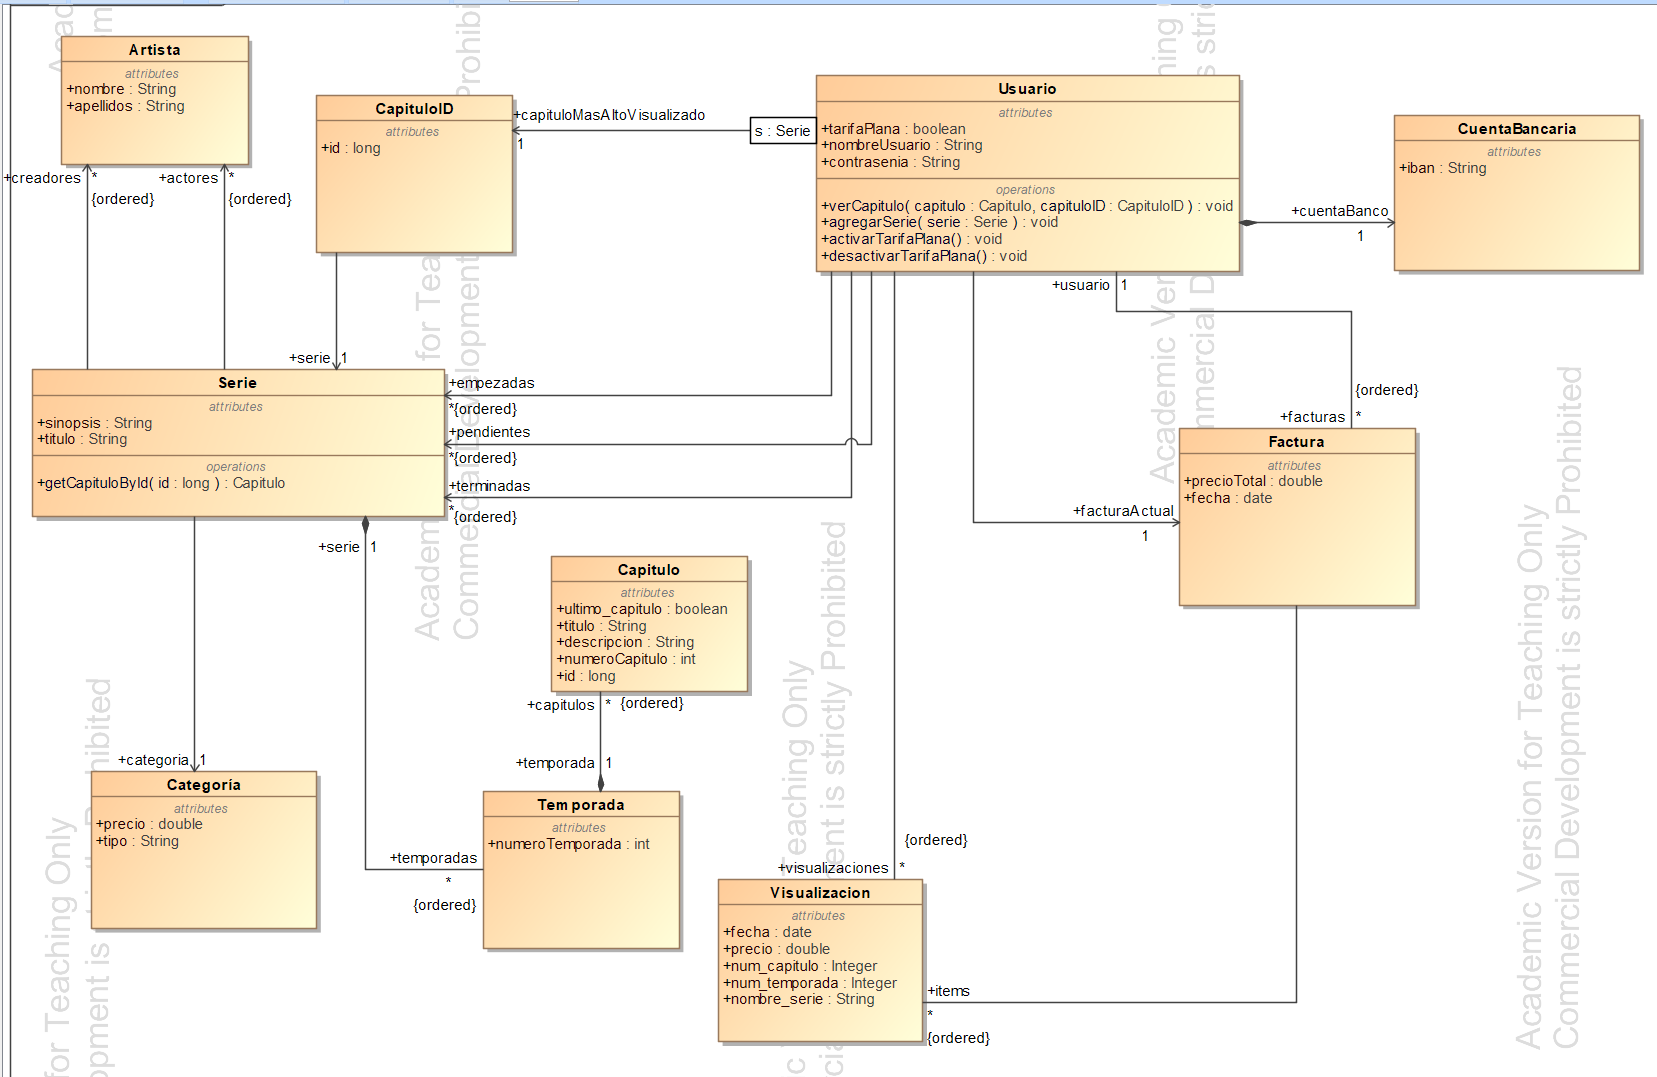 Artista
attributes
+nombre : String
+apellidos : String
+creadores
*
{ordered}
+actores
*
{ordered}
CapituloID
attributes
+id : long
+capituloMasAltoVisualizado
1
s : Serie
Usuario
attributes
+tarifaPlana : boolean
+nombreUsuario : String
+contrasenia : String
operations
+verCapitulo( capitulo : Capitulo, capituloID : CapituloID ) : void
+agregarSerie( serie : Serie ) : void
+activarTarifaPlana() : void
+desactivarTarifaPlana() : void
+cuentaBanco
1
CuentaBancaria
attributes
+iban : String
+usuario
1
{ordered}
+facturas
*
+serie
1
Serie
attributes
+sinopsis : String
+titulo : String
operations
+getCapituloById( id : long ) : Capitulo
+empezadas
*{ordered}
+pendientes
*{ordered}
+terminadas
*{ordered}
Factura
attributes
+precioTotal : double
+fecha : date
+facturaActual
1
+serie
1
Capitulo
attributes
+ultimo_capitulo : boolean
+titulo : String
+descripcion : String
+numeroCapitulo : int
+id : long
+capitulos
*
{ordered}
+temporada
1
+categoria
1
Categoría
attributes
+precio : double
+tipo : String
Temporada
attributes
+numeroTemporada : int
+temporadas
*
{ordered}
{ordered}
+visualizaciones
*
Visualizacion
attributes
+fecha : date
+precio : double
+num_capitulo : Integer
+num_temporada : Integer
+nombre_serie : String
+items
*
{ordered}
Academic Version for Teaching Only
Commercial Development is strictly Prohibited